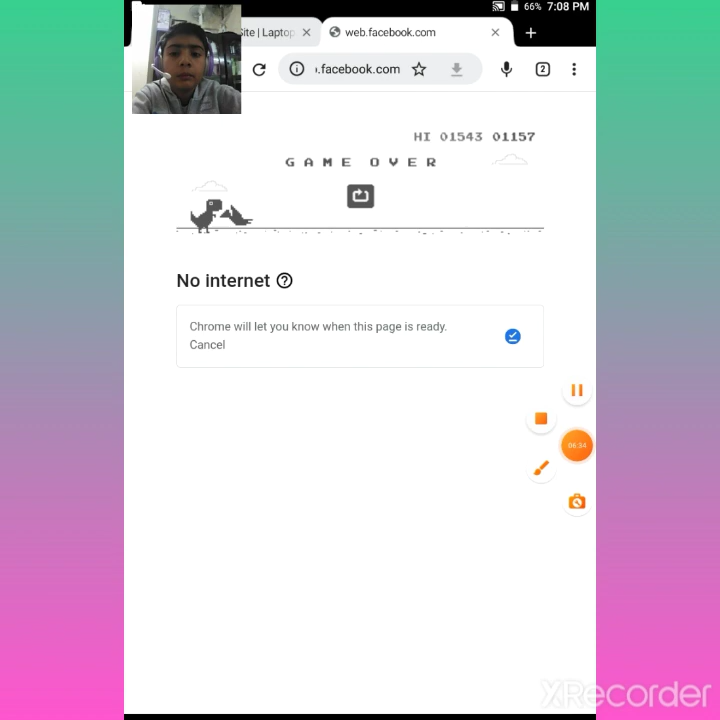 66% 7:08 PM
Site | Laptop
web.facebook.com
.facebook.com
2
HI 01543 01157
GAME OVER
No internet
Chrome will let you know when this page is ready.
Cancel
06:54
XRecorder